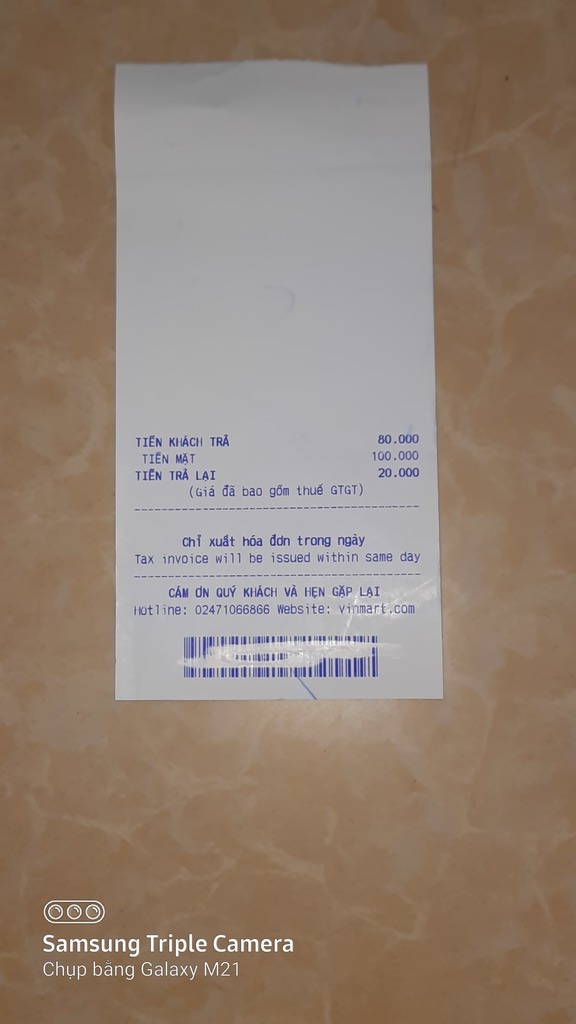 TIỀN KHÁCH TRẢ 80.000
TIỀN MẶT 100.000
TIỀN TRẢ LẠI 20.000
(Giá đã bao gồm thuế GTGT)
Chỉ xuất hóa đơn trong ngày
Tax invoice will be issued within same day
CẢM ƠN QUÝ KHÁCH VÀ HẸN GẶP LẠI
Hotline: 02471066866 Website: vinmart.com
Samsung Triple Camera
Chụp bằng Galaxy M21